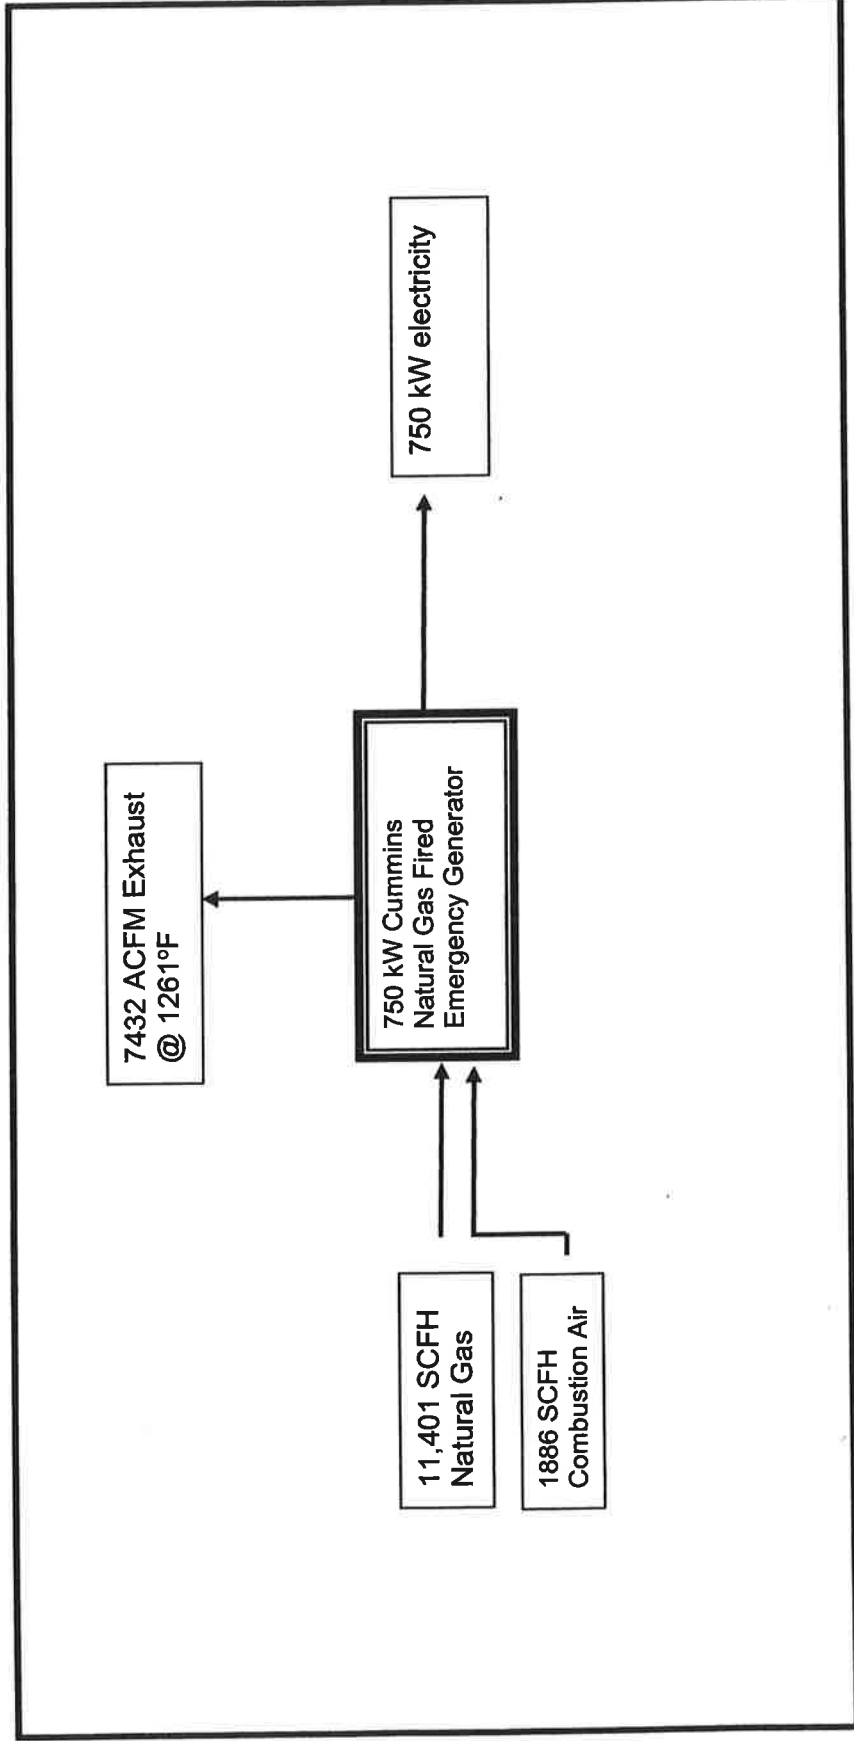 7432 ACFM Exhaust
@ 1261ºF
11,401 SCFH
Natural Gas
1886 SCFH
Combustion Air
750 kW Cummins
Natural Gas Fired
Emergency Generator
750 kW electricity